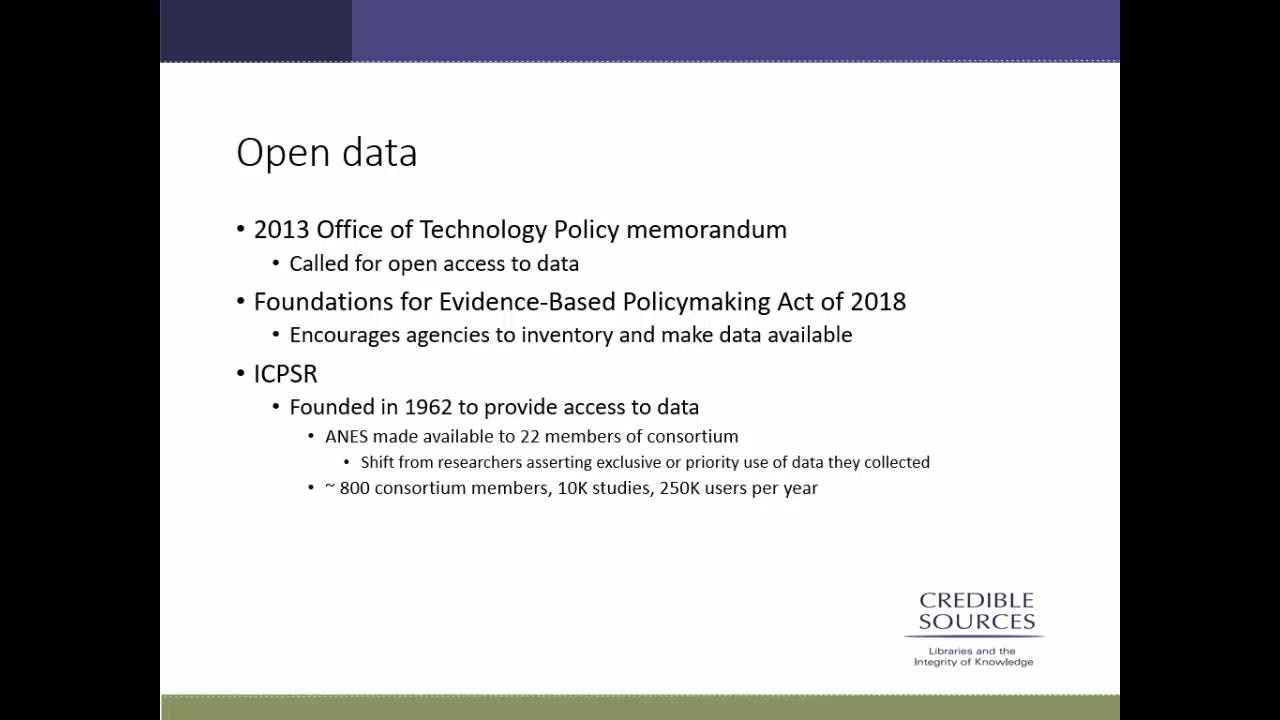 Open data
• 2013 Office of Technology Policy memorandum
• Called for open access to data
• Foundations for Evidence-Based Policymaking Act of 2018
• Encourages agencies to inventory and make data available
• ICPSR
• Founded in 1962 to provide access to data
• ANES made available to 22 members of consortium
• Shift from researchers asserting exclusive or priority use of data they collected
• ~ 800 consortium members, 10K studies, 250K users per year
CREDIBLE
SOURCES
Libraries and the
Integrity of Knowledge